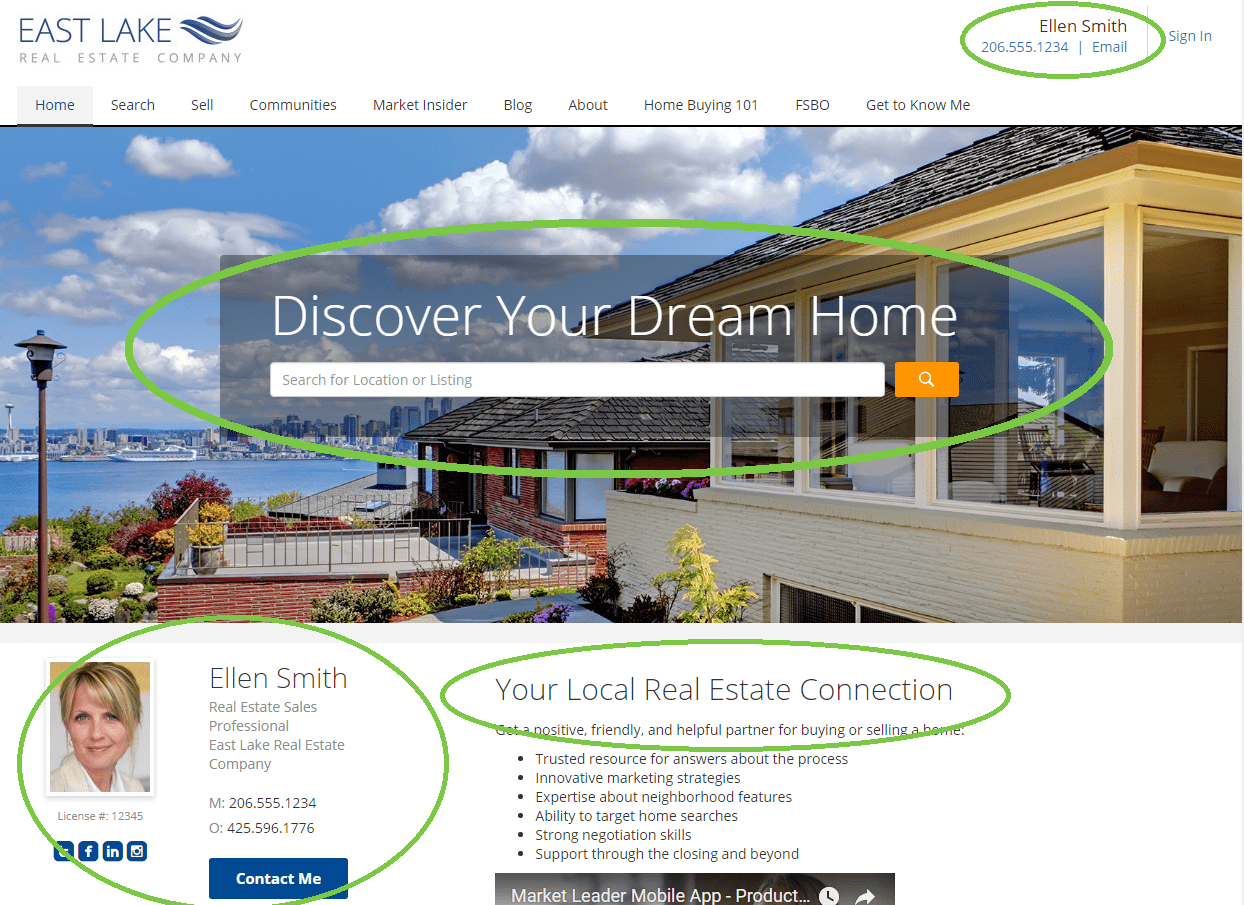 EAST LAKE
REAL ESTATE COMPANY
Ellen Smith
206.555.1234 | Email
Sign In
Home Search Sell Communities Market Insider Blog About Home Buying 101 FSBO Get to Know Me
Discover Your Dream Home
Search for Location or Listing
Ellen Smith
Real Estate Sales
Professional
East Lake Real Estate
Company
M: 206.555.1234
O: 425.596.1776
License #: 12345
Contact Me
Your Local Real Estate Connection
Get a positive, friendly, and helpful partner for buying or selling a home:
• Trusted resource for answers about the process
• Innovative marketing strategies
• Expertise about neighborhood features
• Ability to target home searches
• Strong negotiation skills
• Support through the closing and beyond
Market Leader Mobile App - Product...